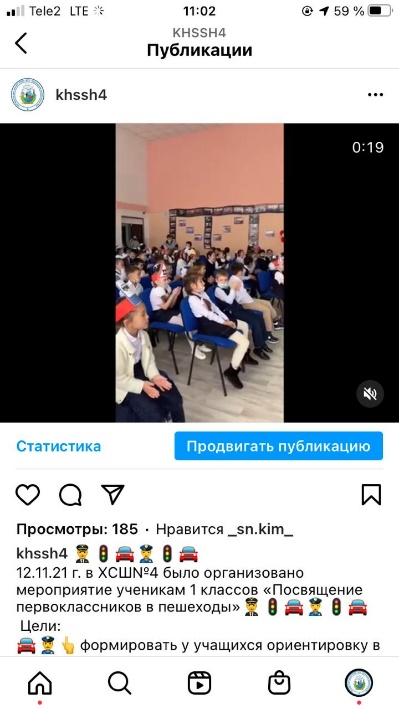 Tele2 LTE 11:02 59 %
KHSSH4
Публикации
khssh4
0:19
Статистика
Продвигать публикацию
Просмотры: 185 · Нравится _sn.kim_
khssh4 👮🚦🚘👮🚦🚘
12.11.21 г. в ХСШ№4 было организовано
мероприятие ученикам 1 классов «Посвящение
первоклассников в пешеходы»👮🚦🚘👮🚦🚘
Цели:
🚘👮👆 формировать у учащихся ориентировку в